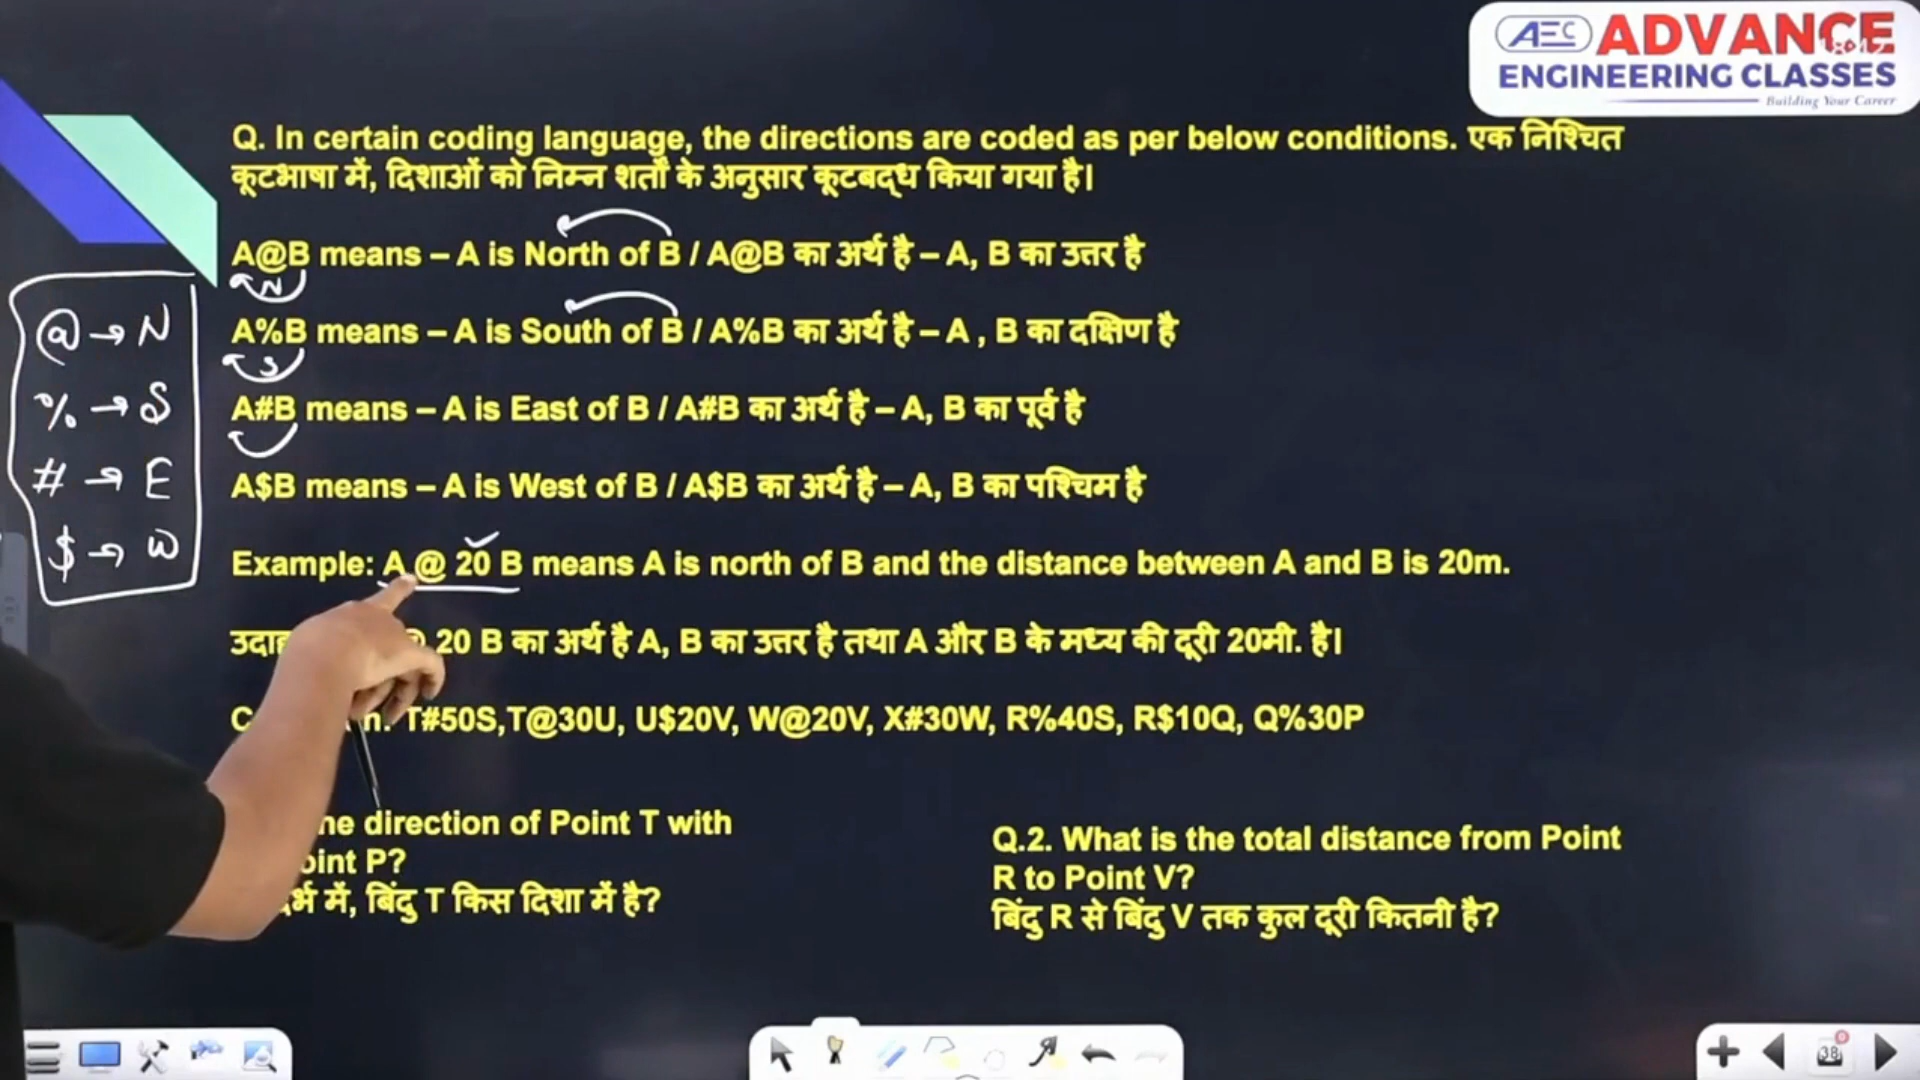 AEC ADVANCE
18:42
ENGINEERING CLASSES
Building Your Career
Q. In certain coding language, the directions are coded as per below conditions. एक निश्चित
कूटभाषा में, दिशाओं को निम्न शर्तों के अनुसार कूटबद्ध किया गया है।
A@B means – A is North of B / A@B का अर्थ है – A, B का उत्तर है
N
A%B means – A is South of B / A%B का अर्थ है – A , B का दक्षिण है
S
A#B means – A is East of B / A#B का अर्थ है – A, B का पूर्व है
A$B means – A is West of B / A$B का अर्थ है – A, B का पश्चिम है
@ → N
% → S
# → E
$ → W
Example: A @ 20 B means A is north of B and the distance between A and B is 20m.
20 B का अर्थ है A, B का उत्तर है तथा A और B के मध्य की दूरी 20मी. है।
T#50S,T@30U, U$20V, W@20V, X#30W, R%40S, R$10Q, Q%30P
direction of Point T with
P?
में, बिंदु T किस दिशा में है?
Q.2. What is the total distance from Point
R to Point V?
बिंदु R से बिंदु V तक कुल दूरी कितनी है?
38